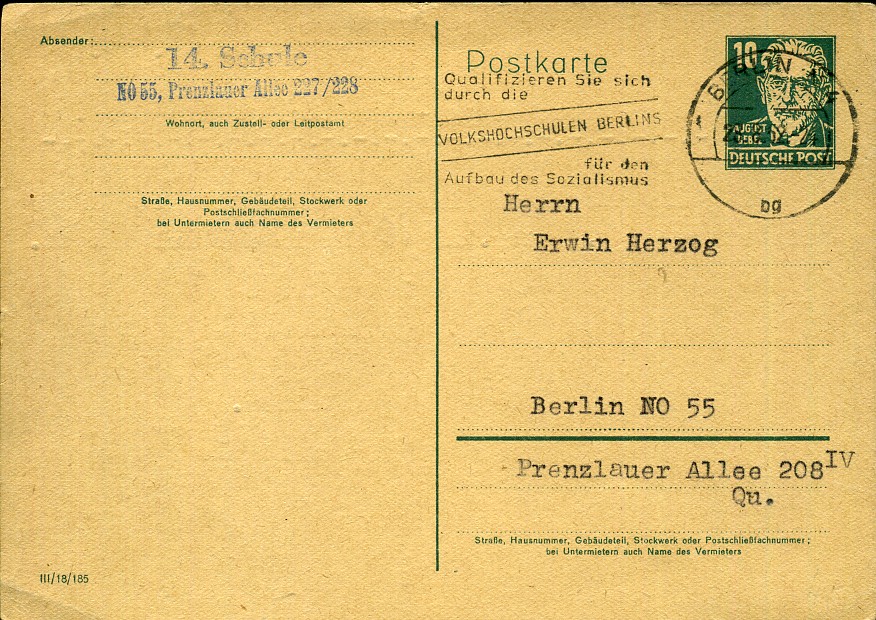 Absender:
14. Schule
NO 55, Prenzlauer Allee 227/228
Wohnort, auch Zustell- oder Leitpostamt
Straße, Hausnummer, Gebäudeteil, Stockwerk oder
Postschließfachnummer;
bei Untermietern auch Name des Vermieters
III/18/185
Postkarte
Qualifizieren Sie sich
durch die
VOLKSHOCHSCHULEN BERLINS
für den
Aufbau des Sozialismus
10
AUGUST
BEBEL
DEUTSCHE POST
BERLIN
bg
Herrn
Erwin Herzog
Berlin NO 55
Prenzlauer Allee 208 IV
Qu.
Straße, Hausnummer, Gebäudeteil, Stockwerk oder Postschließfachnummer;
bei Untermietern auch Name des Vermieters